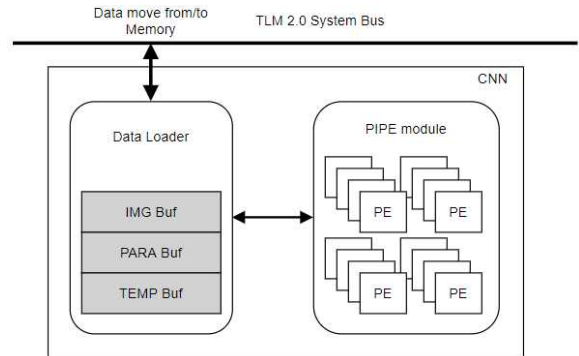 Data move from/to
Memory
TLM 2.0 System Bus
CNN
Data Loader
IMG Buf
PARA Buf
TEMP Buf
PIPE module
PE
PE
PE
PE